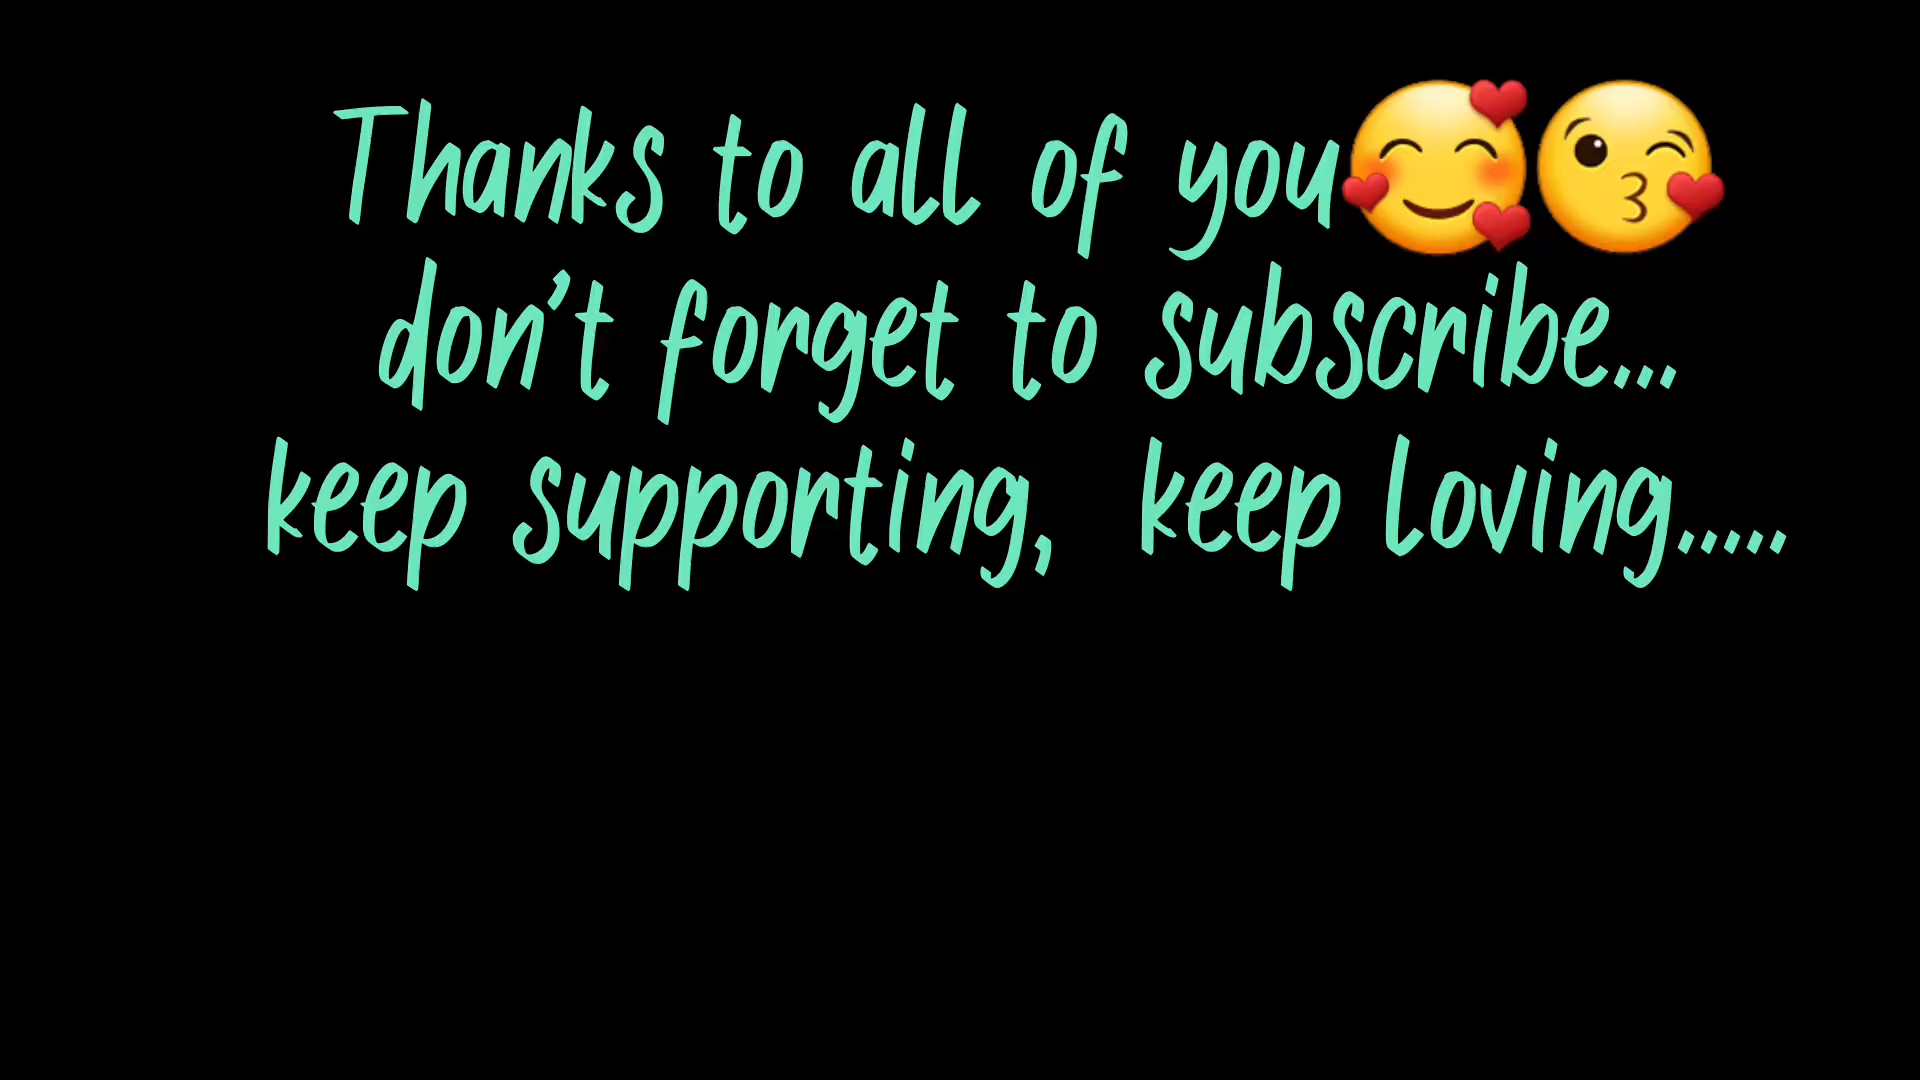 Thanks to all of you🥰😘
don't forget to subscribe...
keep supporting, keep loving.....